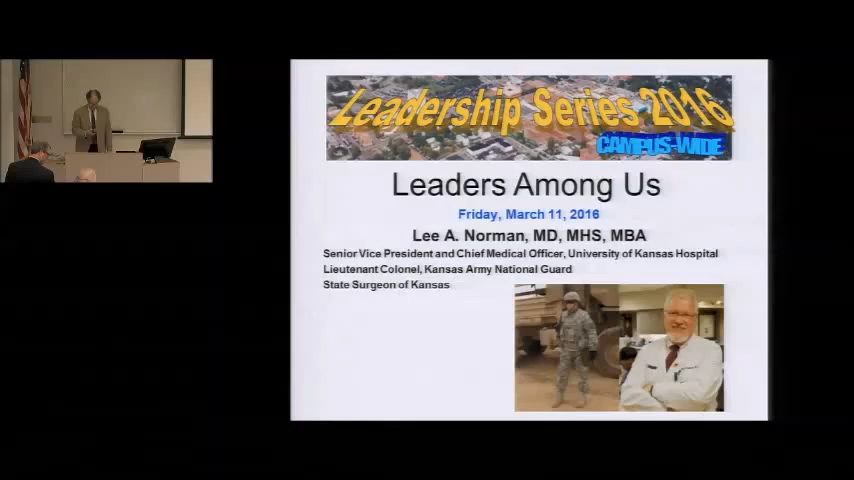 Leadership Series 2016
CAMPUS-WIDE
Leaders Among Us
Friday, March 11, 2016
Lee A. Norman, MD, MHS, MBA
Senior Vice President and Chief Medical Officer, University of Kansas Hospital
Lieutenant Colonel, Kansas Army National Guard
State Surgeon of Kansas